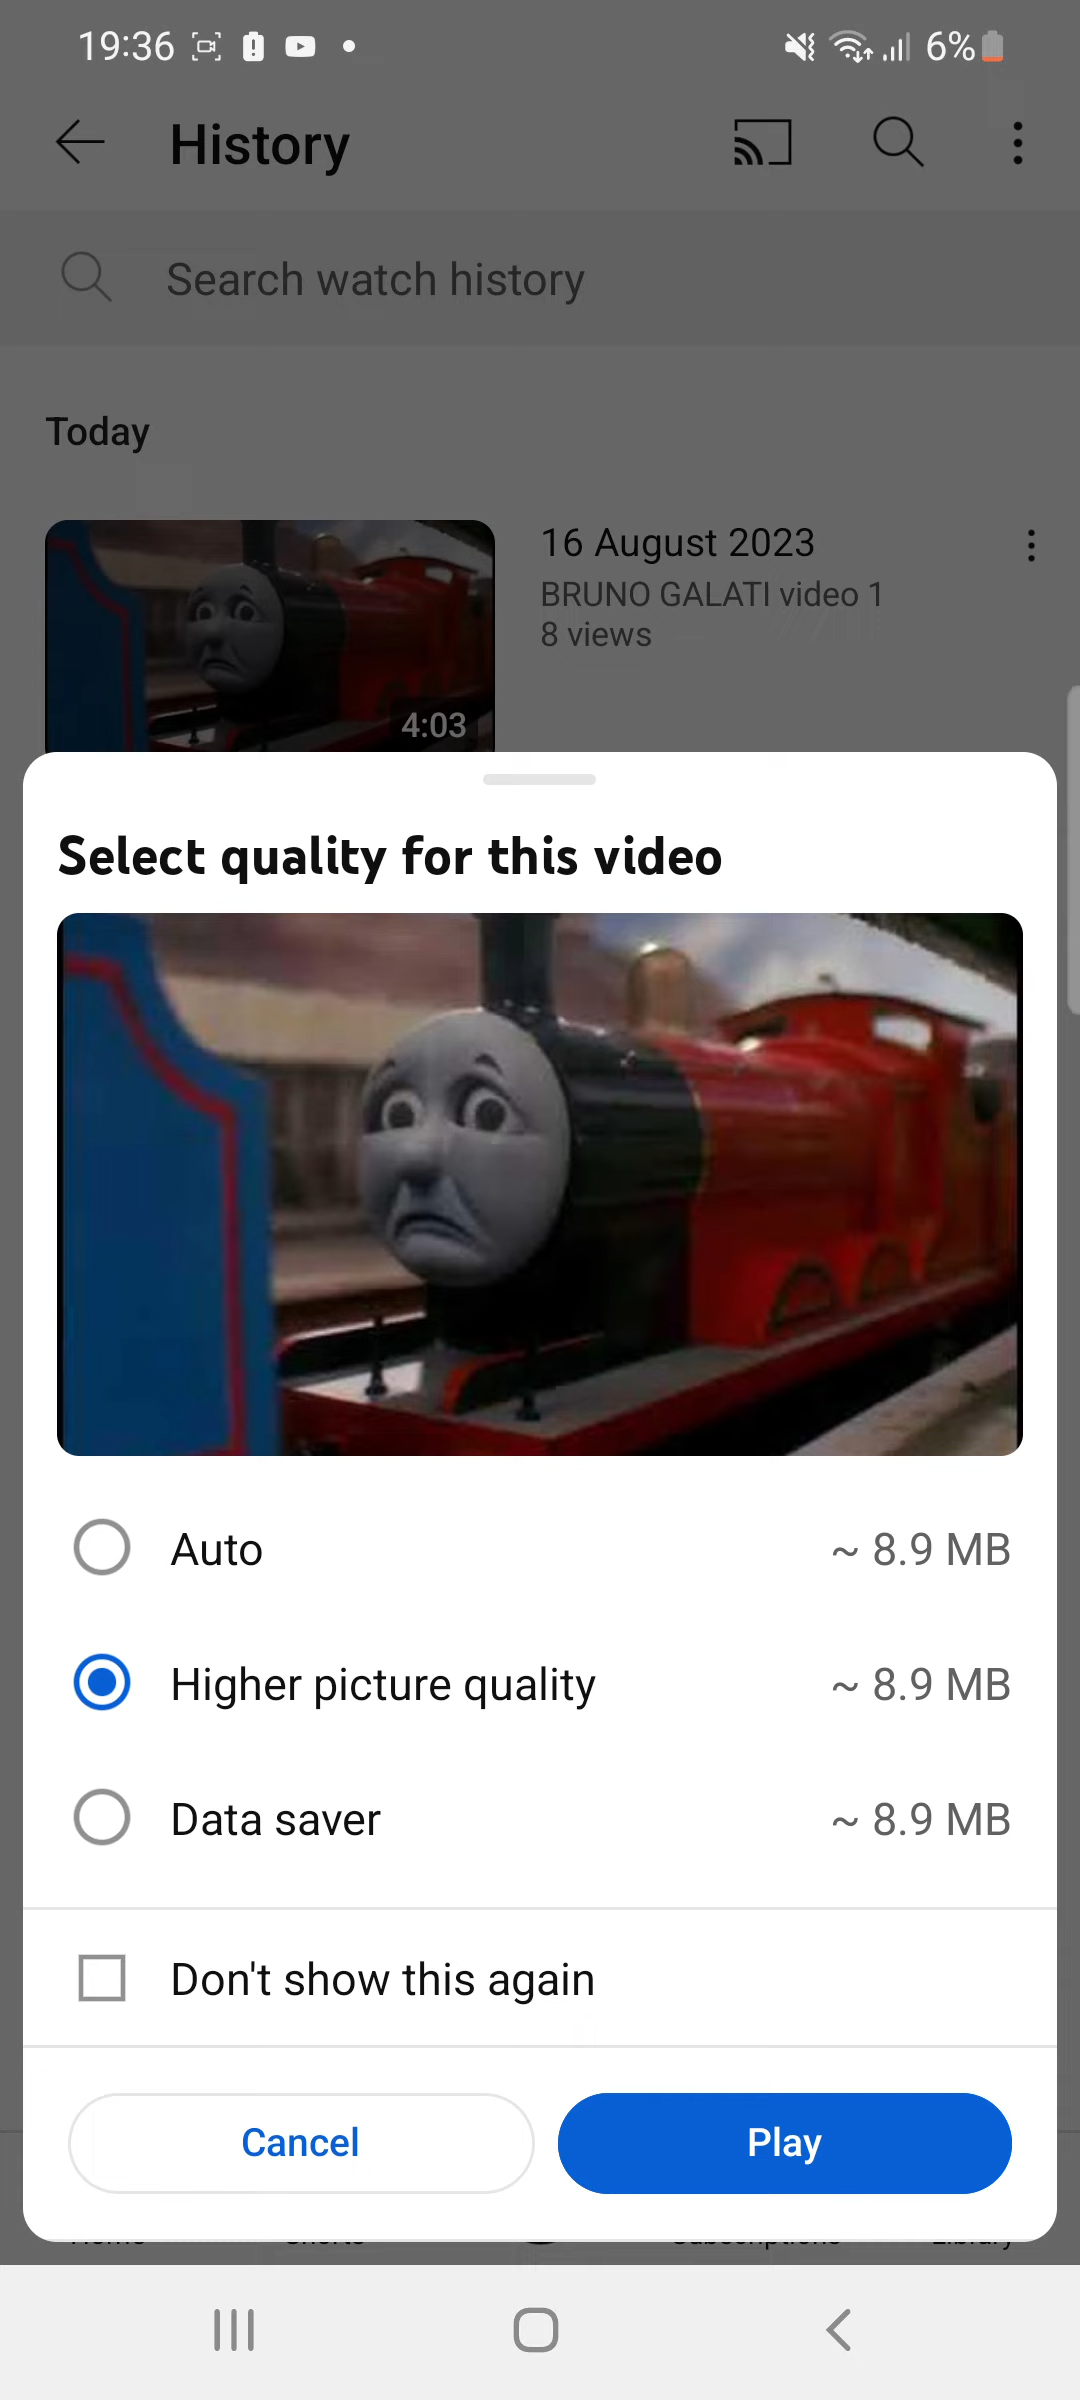 19:36
6%
History
Search watch history
Today
16 August 2023
BRUNO GALATI video 1
8 views
4:03
Select quality for this video
Auto ~ 8.9 MB
Higher picture quality ~ 8.9 MB
Data saver ~ 8.9 MB
Don't show this again
Cancel Play